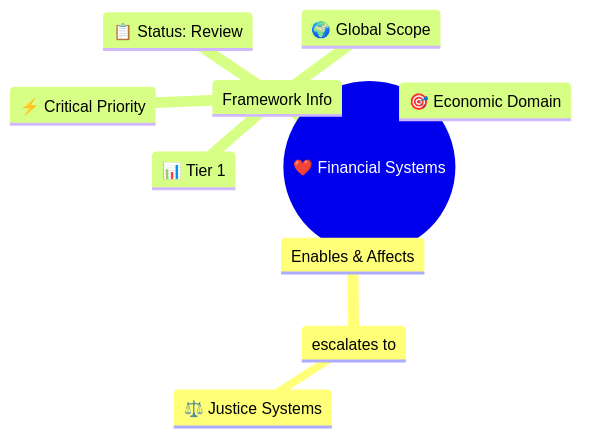 📋 Status: Review
🌍 Global Scope
⚡ Critical Priority
Framework Info
🎯 Economic Domain
📊 Tier 1
❤️ Financial Systems
Enables & Affects
escalates to
⚖️ Justice Systems